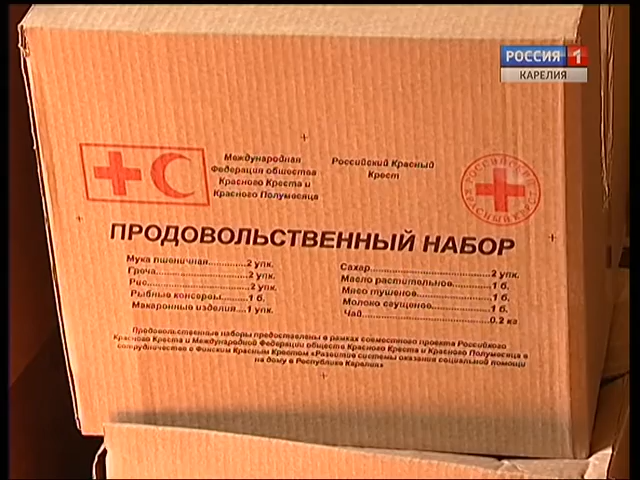 РОССИЯ 1
КАРЕЛИЯ
Международная
Федерация общества
Красного Креста и
Красного Полумесяца
Российский Красный
Крест
РОССИЙСКИЙ
КРАСНЫЙ КРЕСТ
ПРОДОВОЛЬСТВЕННЫЙ НАБОР
Мука пшеничная..............2 упк.
Греча..............................2 упк.
Рис.................................2 упк.
Рыбные консервы.........1 б.
Макаронные изделия....1 упк.
Сахар..............................2 упк.
Масло растительное............1 б.
Мясо тушеное...................1 б.
Молоко сгущеное...............1 б.
Чай.................................0.2 кг
Продовольственные наборы предоставлены в рамках совместного проекта Российского
Красного Креста и Международной Федерации обществ Красного Креста и Красного Полумесяца в
сотрудничестве с Финским Красным Крестом «Развитие системы оказания социальной помощи
на дому в Республике Карелия»